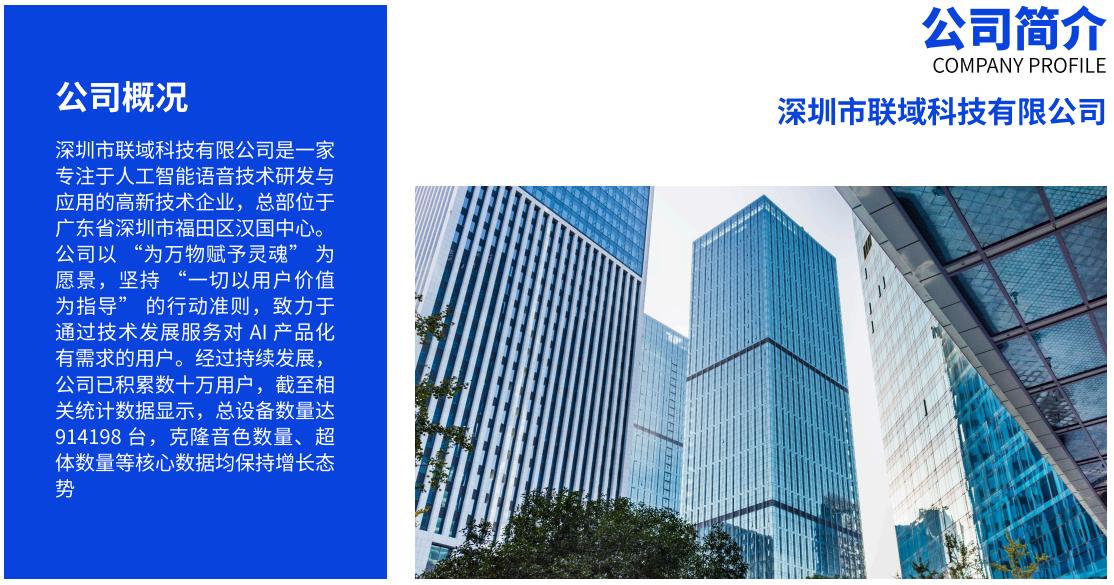 公司简介
COMPANY PROFILE
深圳市联域科技有限公司
公司概况
深圳市联域科技有限公司是一家
专注于人工智能语音技术研发与
应用的高新技术企业，总部位于
广东省深圳市福田区汉国中心。
公司以 “为万物赋予灵魂” 为
愿景，坚持 “一切以用户价值
为指导” 的行动准则，致力于
通过技术发展服务对 AI 产品化
有需求的用户。经过持续发展，
公司已积累数十万用户，截至相
关统计数据显示，总设备数量达
914198 台，克隆音色数量、超
体数量等核心数据均保持增长态
势